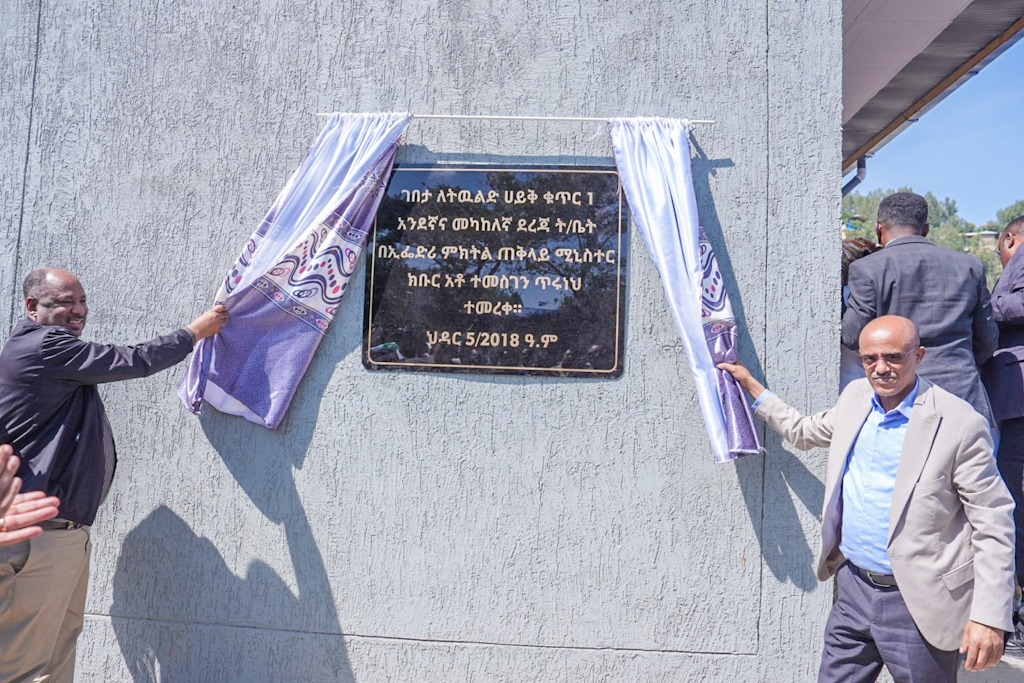 ገበታ ለትዉልድ ሀይቅ ቁጥር 1
አንደኛና መካከለኛ ደረጃ ት/ቤት
በኢፌድሪ ምክትል ጠቅላይ ሚኒስተር
ክቡር አቶ ተመስገን ጥሩነህ
ተመረቀ።
ህዳር 5/2018 ዓ.ም